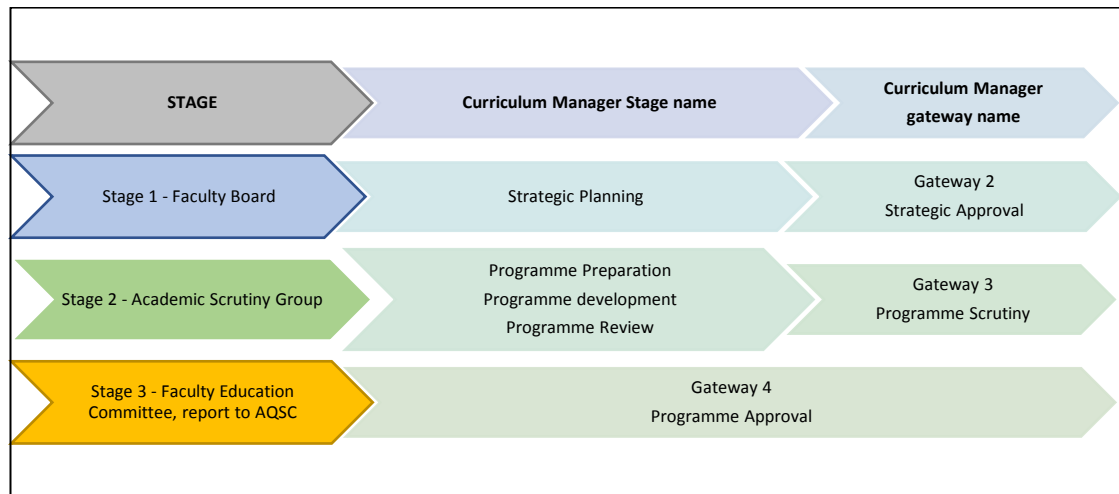 STAGE
Curriculum Manager Stage name
Curriculum Manager
gateway name
Stage 1 - Faculty Board
Strategic Planning
Gateway 2
Strategic Approval
Stage 2 - Academic Scrutiny Group
Programme Preparation
Programme development
Programme Review
Gateway 3
Programme Scrutiny
Stage 3 - Faculty Education
Committee, report to AQSC
Gateway 4
Programme Approval